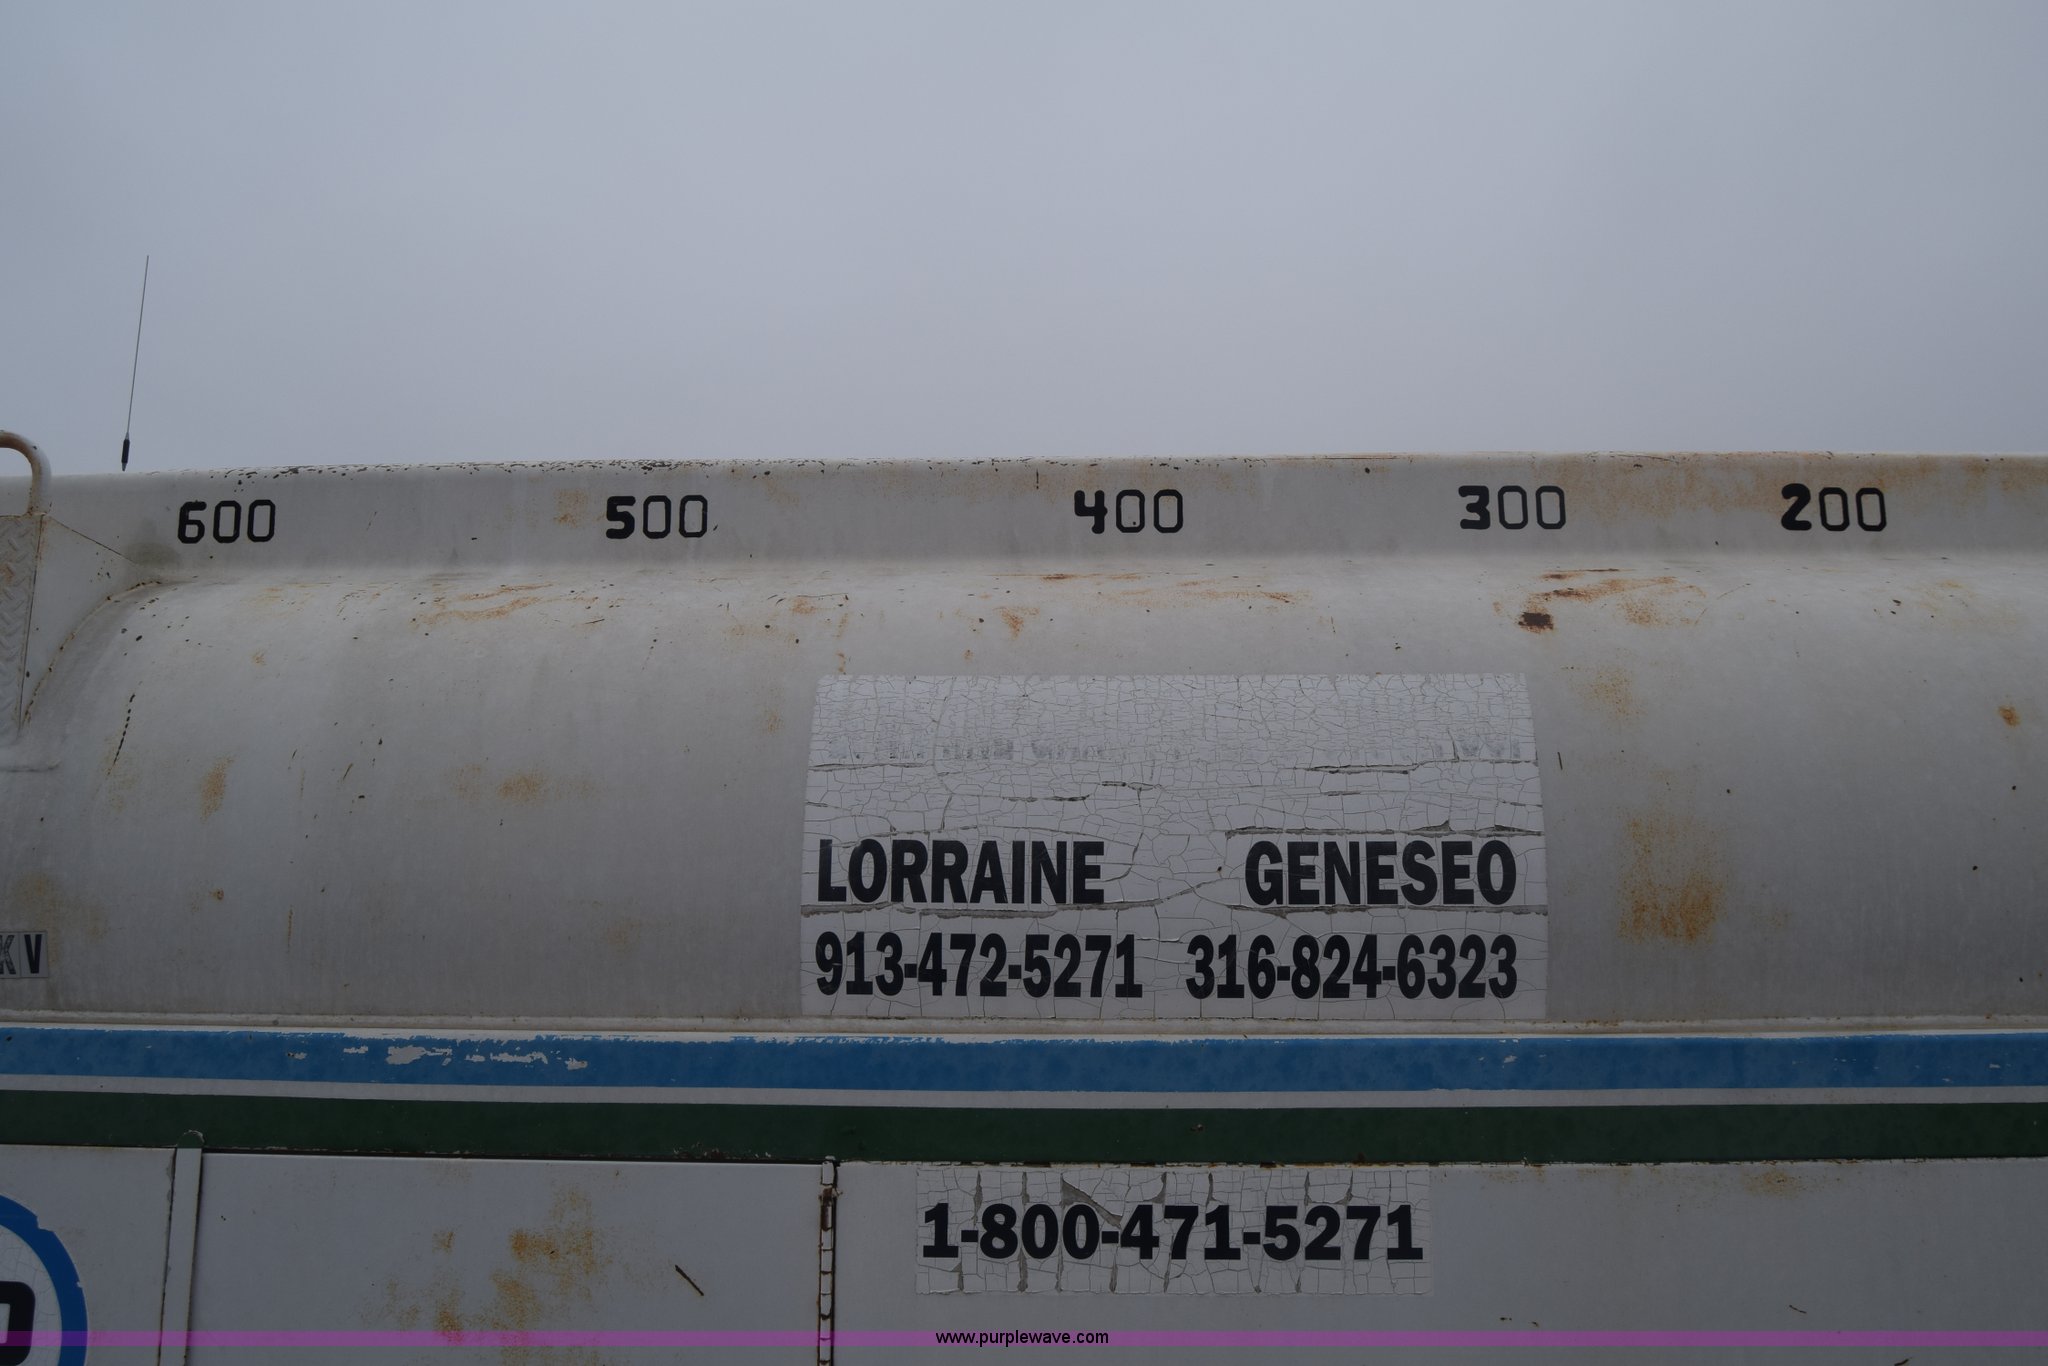 600 500 400 300 200
LORRAINE GENESEO
913-472-5271 316-824-6323
KV
1-800-471-5271
www.purplewave.com